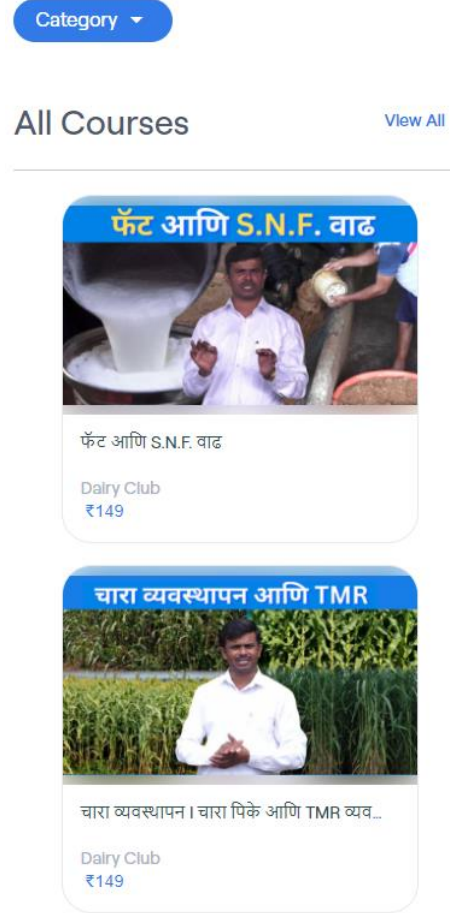 Category
All Courses
View All
फॅट आणि S.N.F. वाढ
फॅट आणि S.N.F. वाढ
Dairy Club
₹149
चारा व्यवस्थापन आणि TMR
चारा व्यवस्थापन । चारा पिके आणि TMR व्यव...
Dairy Club
₹149